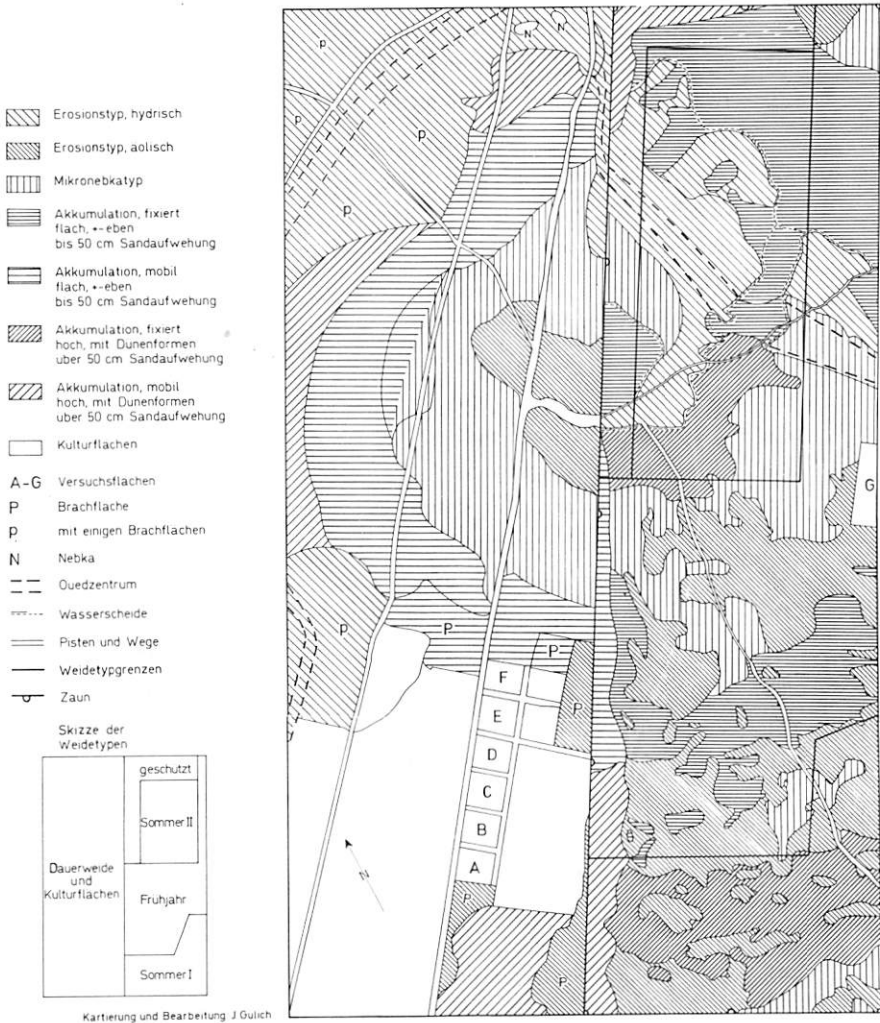 Erosionstyp, hydrisch
Erosionstyp, aolisch
Mikronebkatyp
Akkumulation, fixiert
flach, +-eben
bis 50 cm Sandaufwehung
Akkumulation, mobil
flach, +-eben
bis 50 cm Sandaufwehung
Akkumulation, fixiert
hoch, mit Dunenformen
uber 50 cm Sandaufwehung
Akkumulation, mobil
hoch, mit Dunenformen
uber 50 cm Sandaufwehung
Kulturflachen
A-G Versuchsflachen
P Brachflache
p mit einigen Brachflachen
N Nebka
Ouedzentrum
Wasserscheide
Pisten und Wege
Weidetypgrenzen
Zaun
Skizze der
Weidetypen
geschutzt
Sommer II
Dauerweide
und
Kulturflachen
Fruhjahr
Sommer I
Kartierung und Bearbeitung J Gulich
p
N
N
p
p
p
p
p
G
p
P
P
F
P
E
D
C
B
A
N
P
P